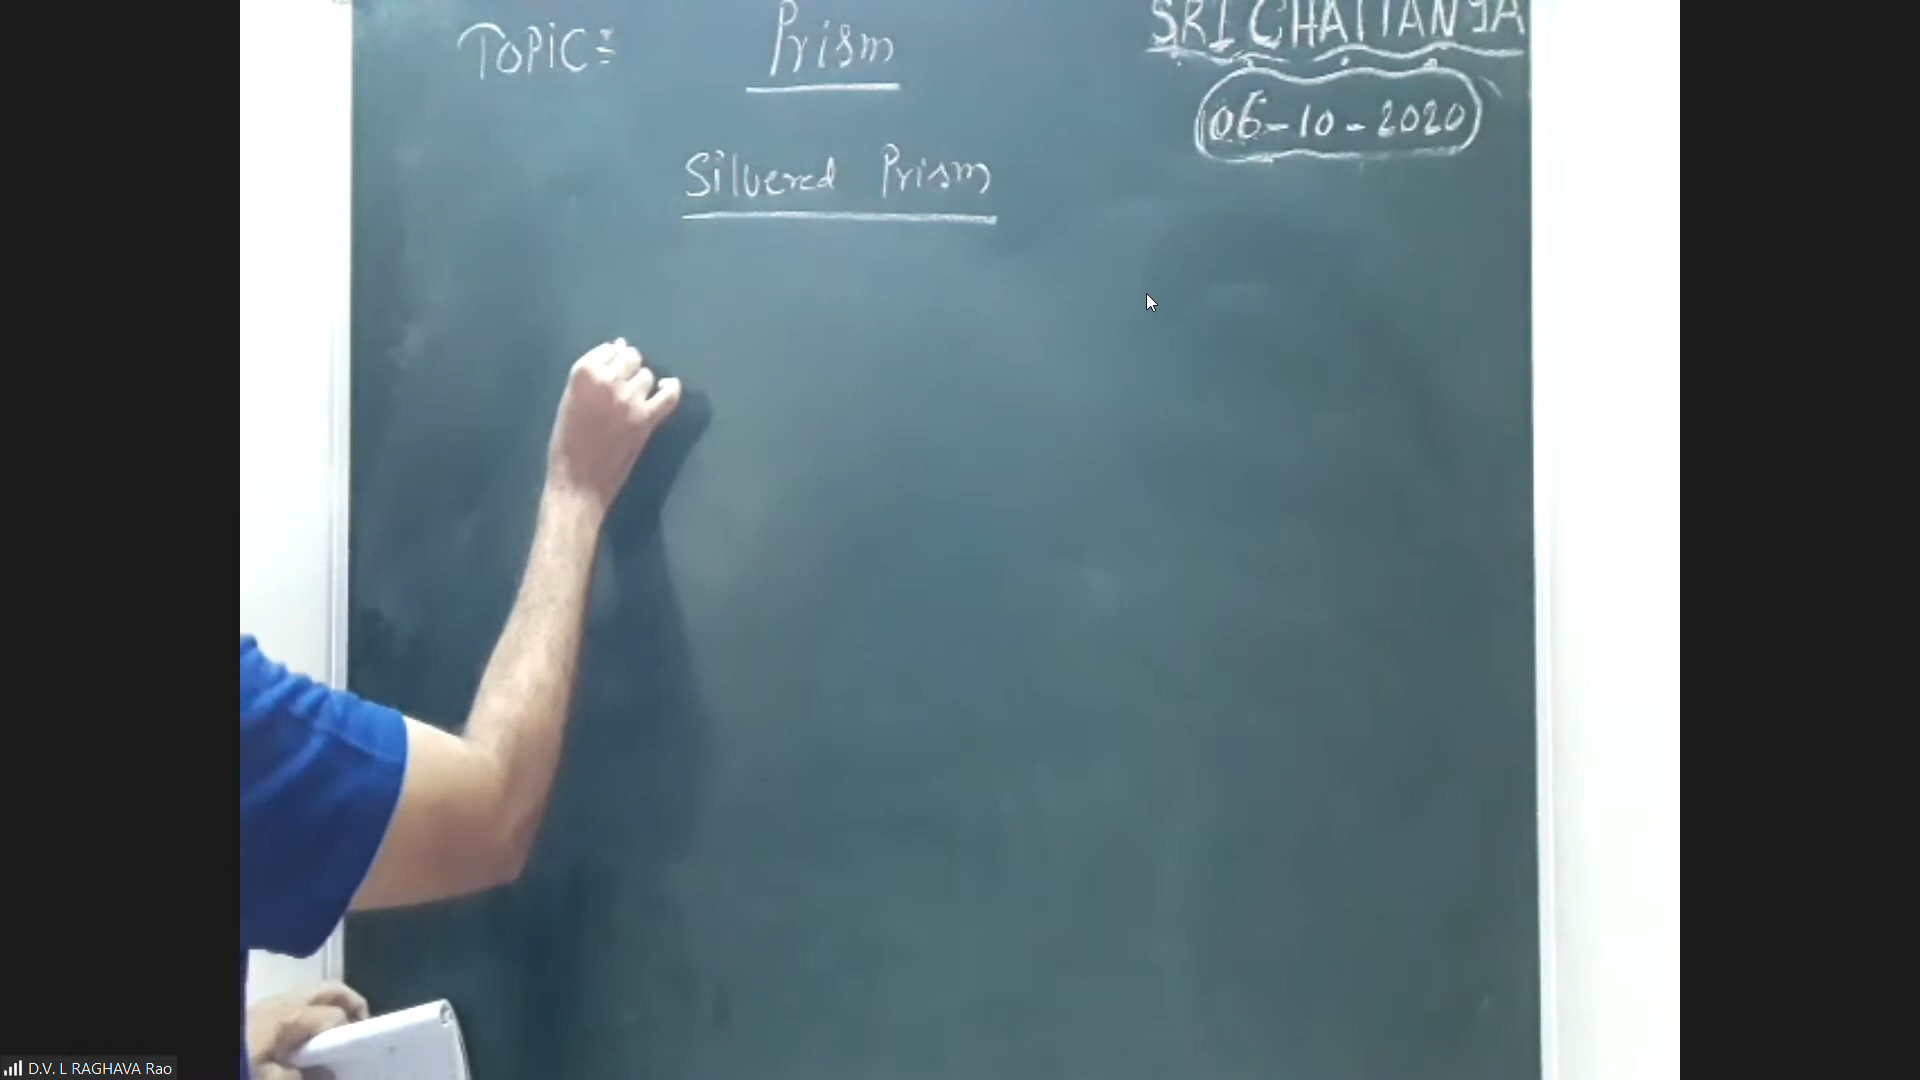 TOPIC:- Prism
SRI CHAITANYA
06-10-2020
Silvered Prism
D.V. L RAGHAVA Rao